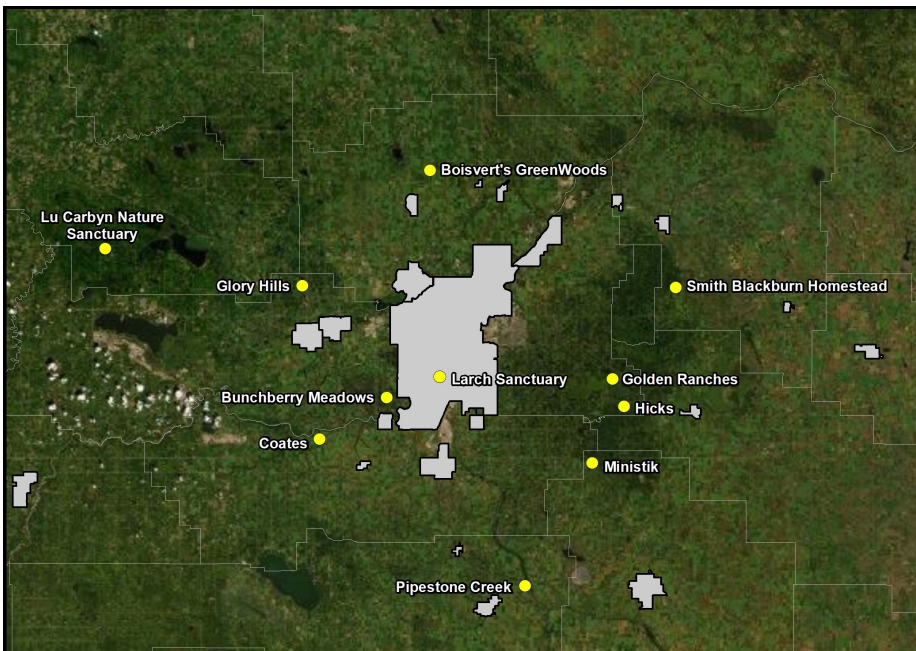 Boisvert's GreenWoods
Lu Carbyn Nature
Sanctuary
Glory Hills
Smith Blackburn Homestead
Larch Sanctuary
Golden Ranches
Bunchberry Meadows
Hicks
Coates
Ministik
Pipestone Creek